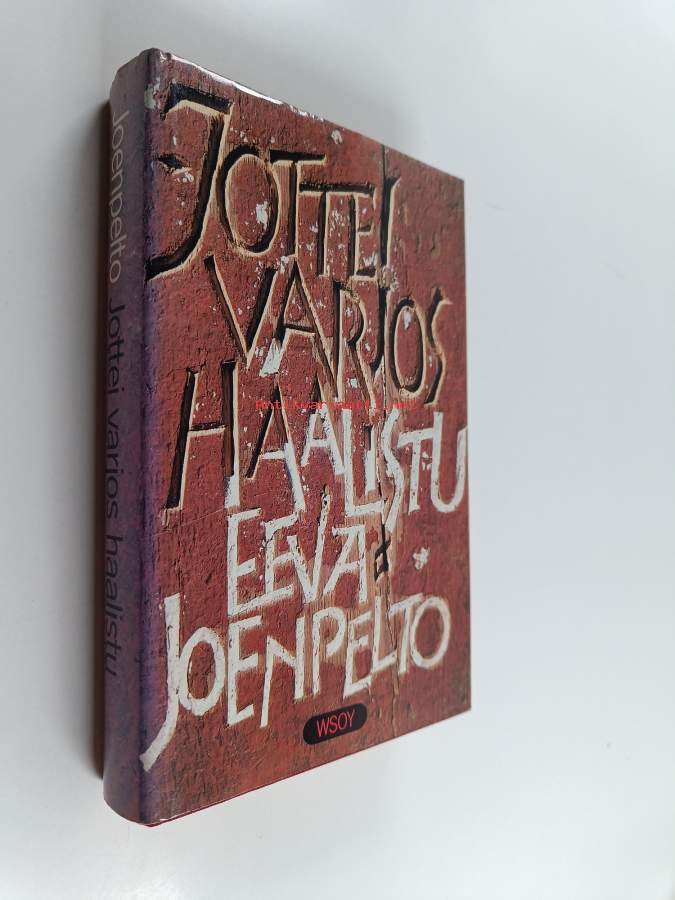 JOTTEI
VARJOS
HAALISTU
EEVA
JOENPELTO
WSOY
Joenpelto Jottei varjos haalistu